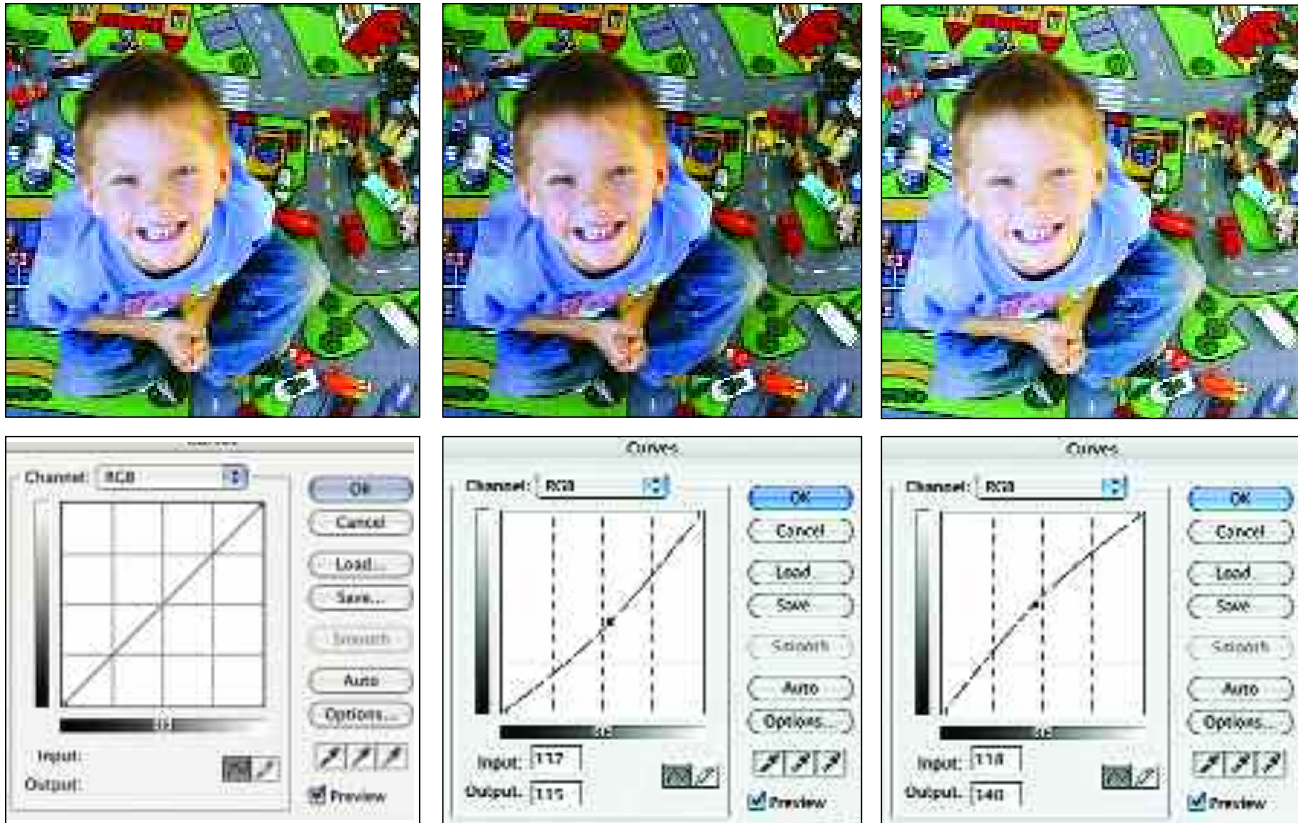 Curves
Channel: RGB
OK
Cancel
Load...
Save...
Smooth
Auto
Options...
Input:
Output:
Preview
Curves
Channel: RGB
OK
Cancel
Load
Save
Smooth
Auto
Options...
Input:
Output. 115
Preview
Curves
Channel: RGB
OK
Cancel
Load
Save
Smooth
Auto
Options...
Input: 118
Output. 140
Preview